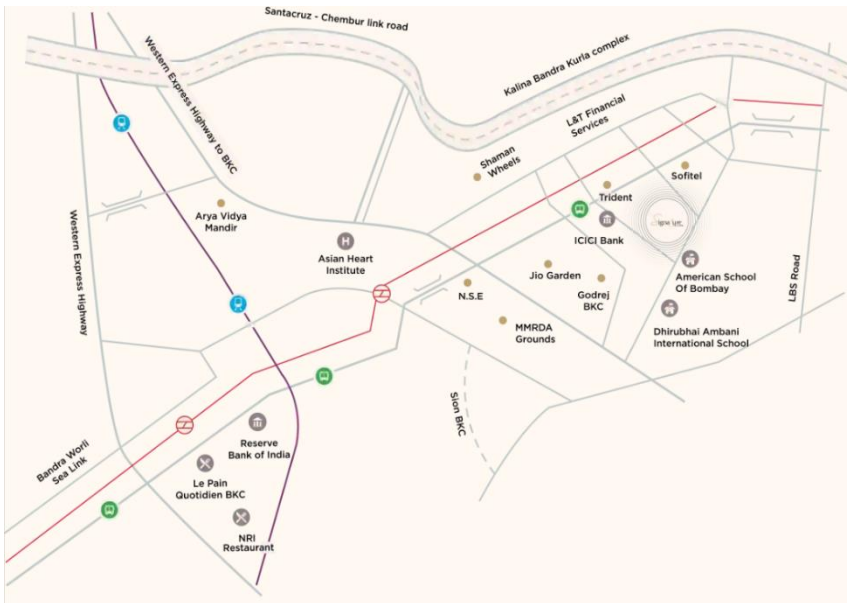 Santacruz - Chembur link road
Western Express Highway to BKC
Kalina Bandra Kurla complex
L&T Financial
Services
Shaman
Wheels
Sofitel
Trident
Arya Vidya
Mandir
ICICI Bank
Asian Heart
Institute
H
American School
Of Bombay
Jio Garden
Godrej
BKC
N.S.E
LBS Road
Western Express Highway
MMRDA
Grounds
Dhirubhai Ambani
International School
Sion BKC
Reserve
Bank of India
Bandra Worli
Sea Link
Le Pain
Quotidien BKC
NRI
Restaurant